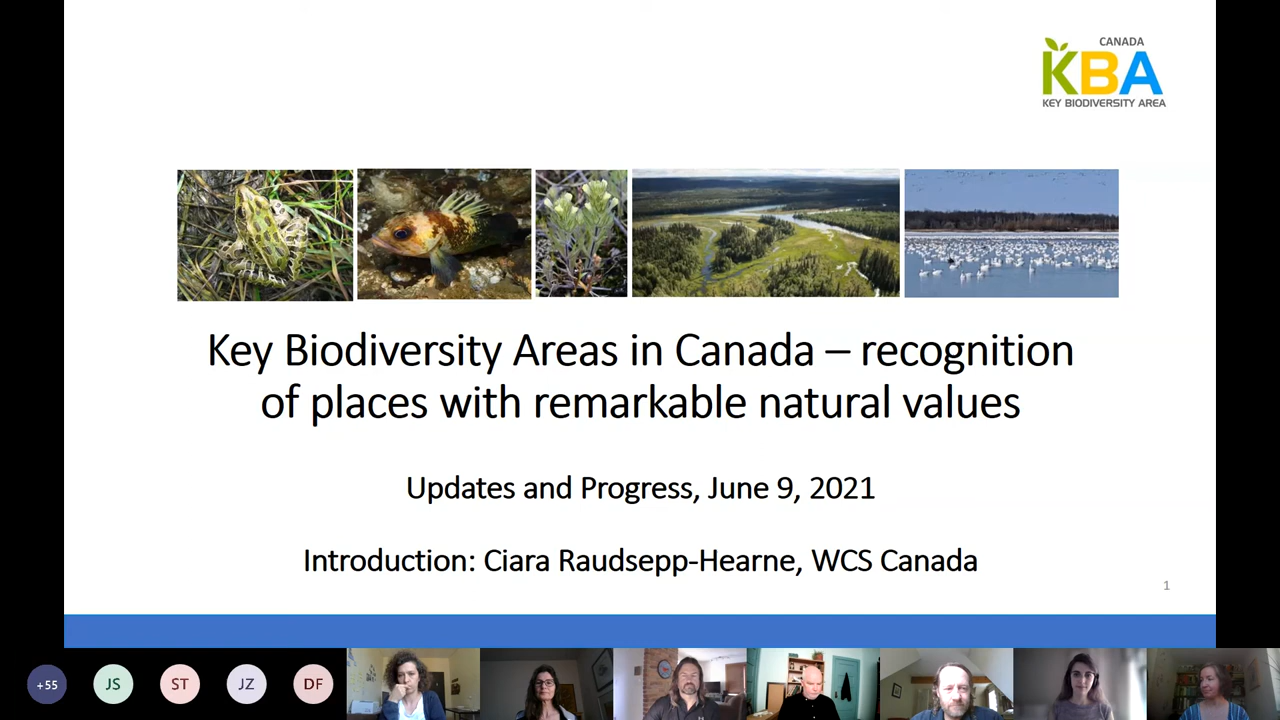 CANADA
KBA
KEY BIODIVERSITY AREA
Key Biodiversity Areas in Canada – recognition
of places with remarkable natural values
Updates and Progress, June 9, 2021
Introduction: Ciara Raudsepp-Hearne, WCS Canada
1
+55 JS ST JZ DF